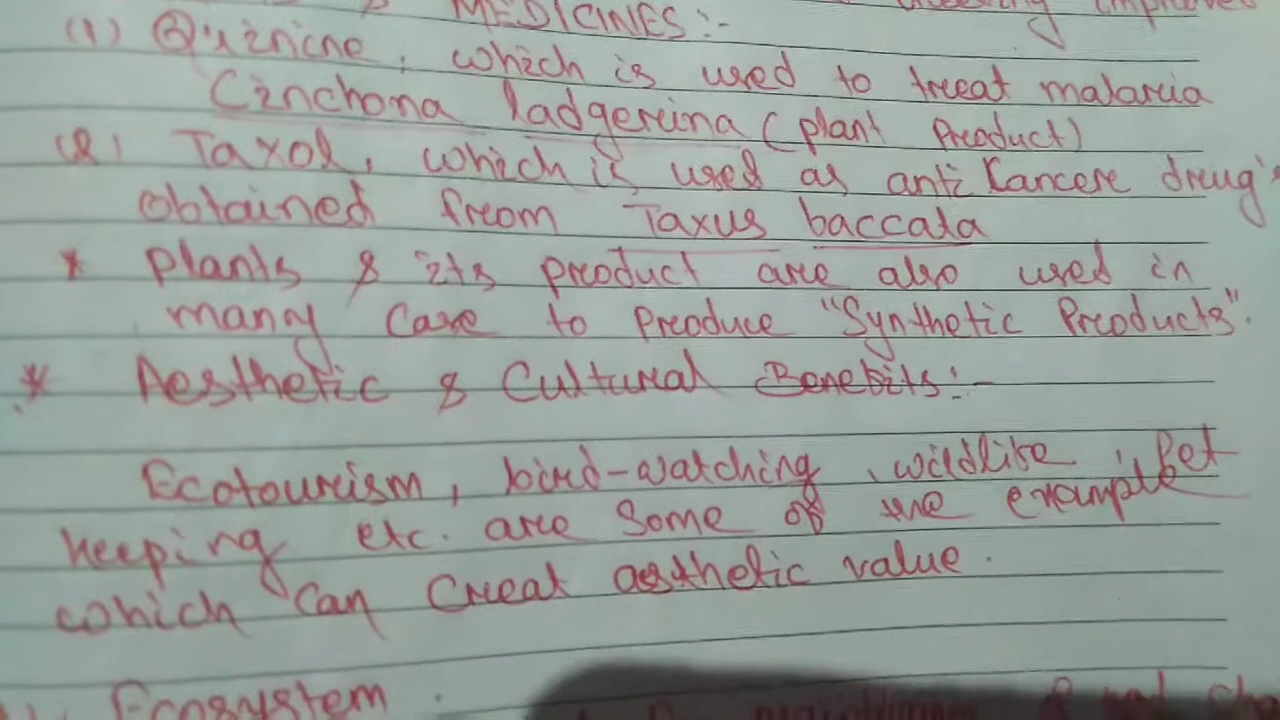 MEDICINES:-
(1) Quinine, which is used to treat malaria
Cinchona ladgerina (plant Product)
(2) Taxol, which is used as anti Cancer drug's
obtained from Taxus baccata
* Plants & its product are also used in
many Case to Produce "Synthetic Products".
* Aesthetic & Cultural Benebits:-
Ecotourism, bird-watching, wildlife, Pet
keeping etc. are Some of the example
which Can Creat aesthetic value.
Ecosystem